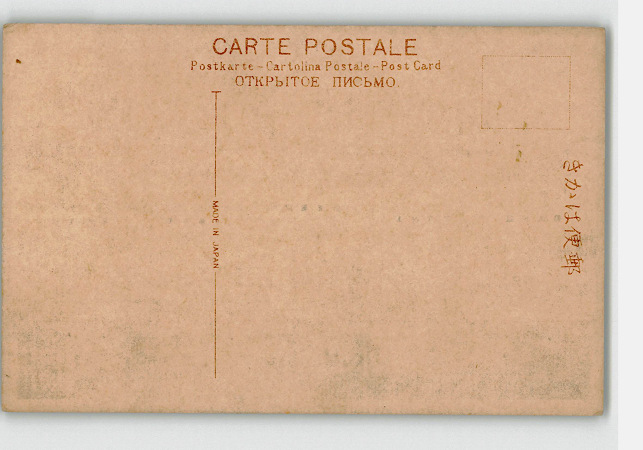 CARTE POSTALE
Postkarte–Cartolina Postale–Post Card
ОТКРЫТОЕ ПИСЬМО.
MADE IN JAPAN
郵便はがき